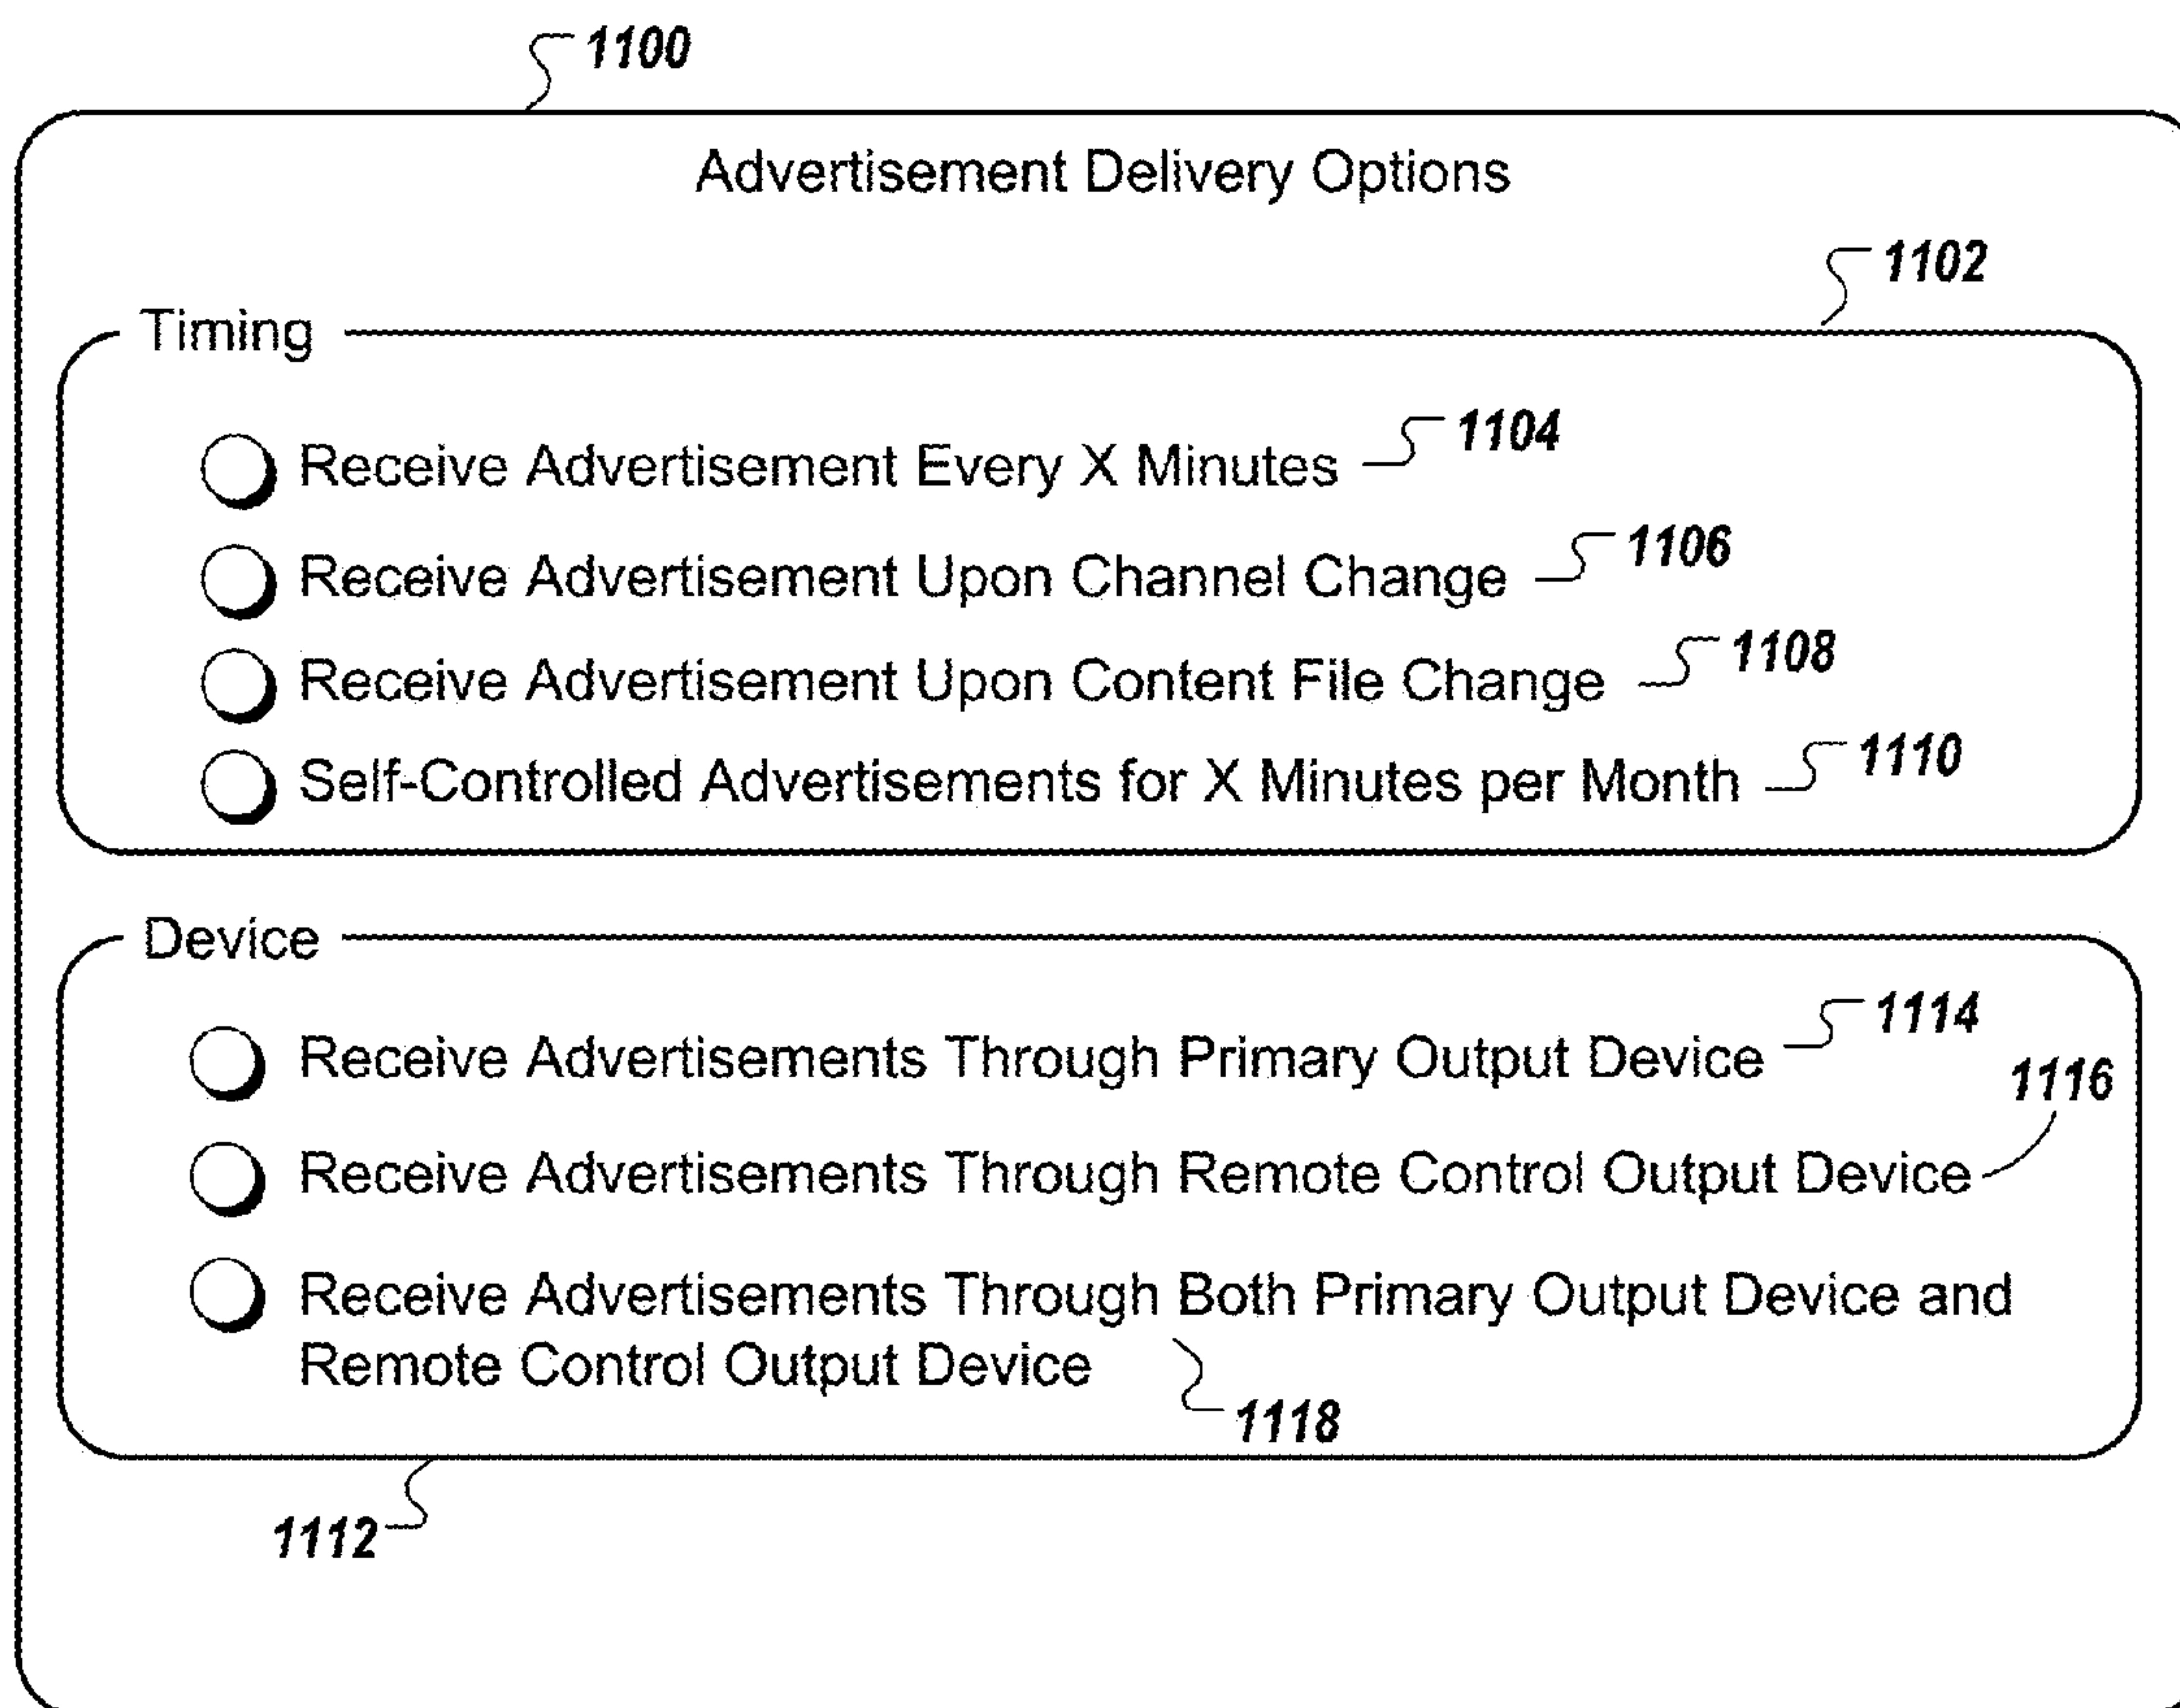 1100
Advertisement Delivery Options
1102
Timing
Receive Advertisement Every X Minutes
1104
Receive Advertisement Upon Channel Change
1106
Receive Advertisement Upon Content File Change
1108
Self-Controlled Advertisements for X Minutes per Month
1110
Device
Receive Advertisements Through Primary Output Device
1114
1116
Receive Advertisements Through Remote Control Output Device
Receive Advertisements Through Both Primary Output Device and
Remote Control Output Device
1118
1112